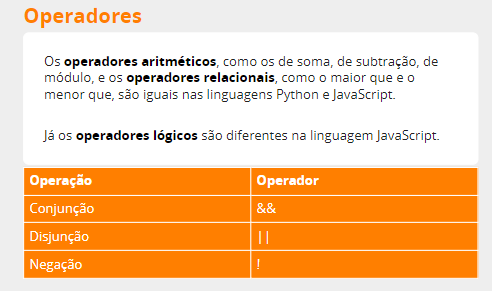 Operadores
Os operadores aritméticos, como os de soma, de subtração, de
módulo, e os operadores relacionais, como o maior que e o
menor que, são iguais nas linguagens Python e JavaScript.
Já os operadores lógicos são diferentes na linguagem JavaScript.
Operação Operador
Conjunção &&
Disjunção ||
Negação !